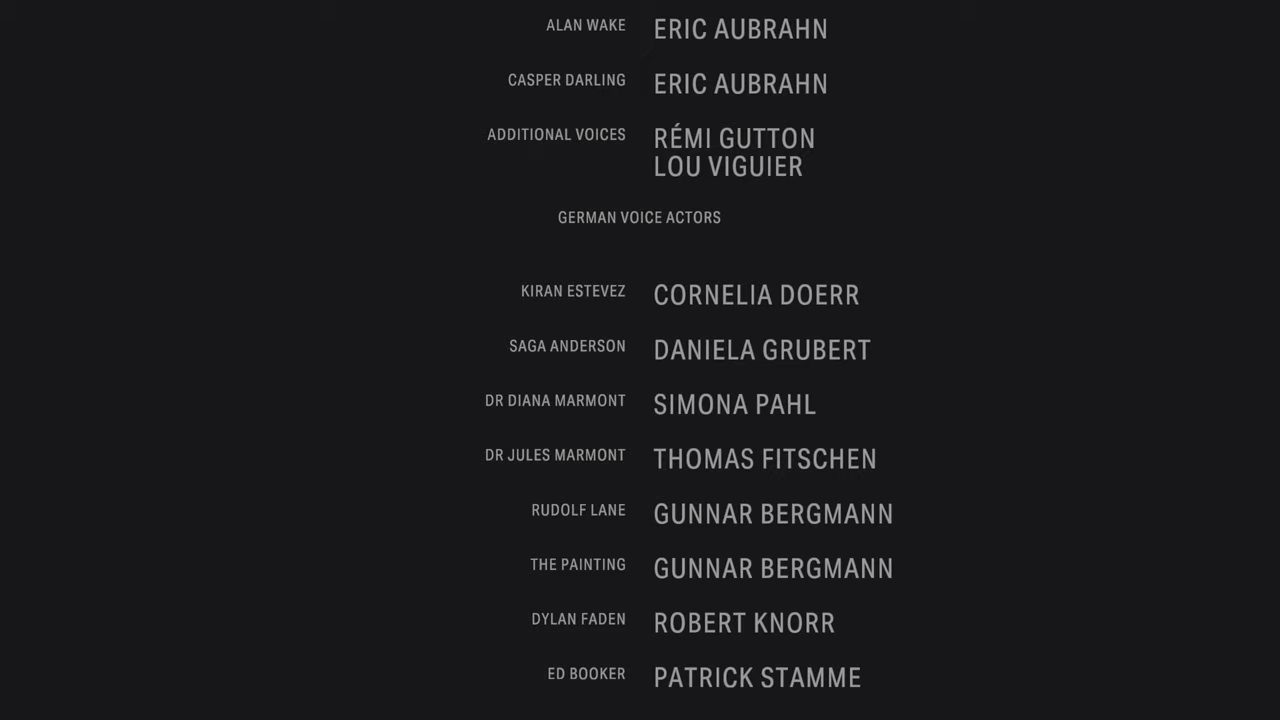 ALAN WAKE ERIC AUBRAHN
CASPER DARLING ERIC AUBRAHN
ADDITIONAL VOICES RÉMI GUTTON
LOU VIGUIER
GERMAN VOICE ACTORS
KIRAN ESTEVEZ CORNELIA DOERR
SAGA ANDERSON DANIELA GRUBERT
DR DIANA MARMONT SIMONA PAHL
DR JULES MARMONT THOMAS FITSCHEN
RUDOLF LANE GUNNAR BERGMANN
THE PAINTING GUNNAR BERGMANN
DYLAN FADEN ROBERT KNORR
ED BOOKER PATRICK STAMME